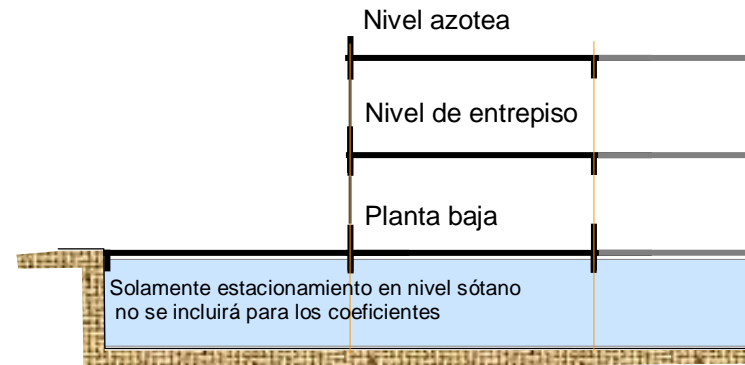 Nivel azotea
Nivel de entrepiso
Planta baja
Solamente estacionamiento en nivel sótano
no se incluirá para los coeficientes